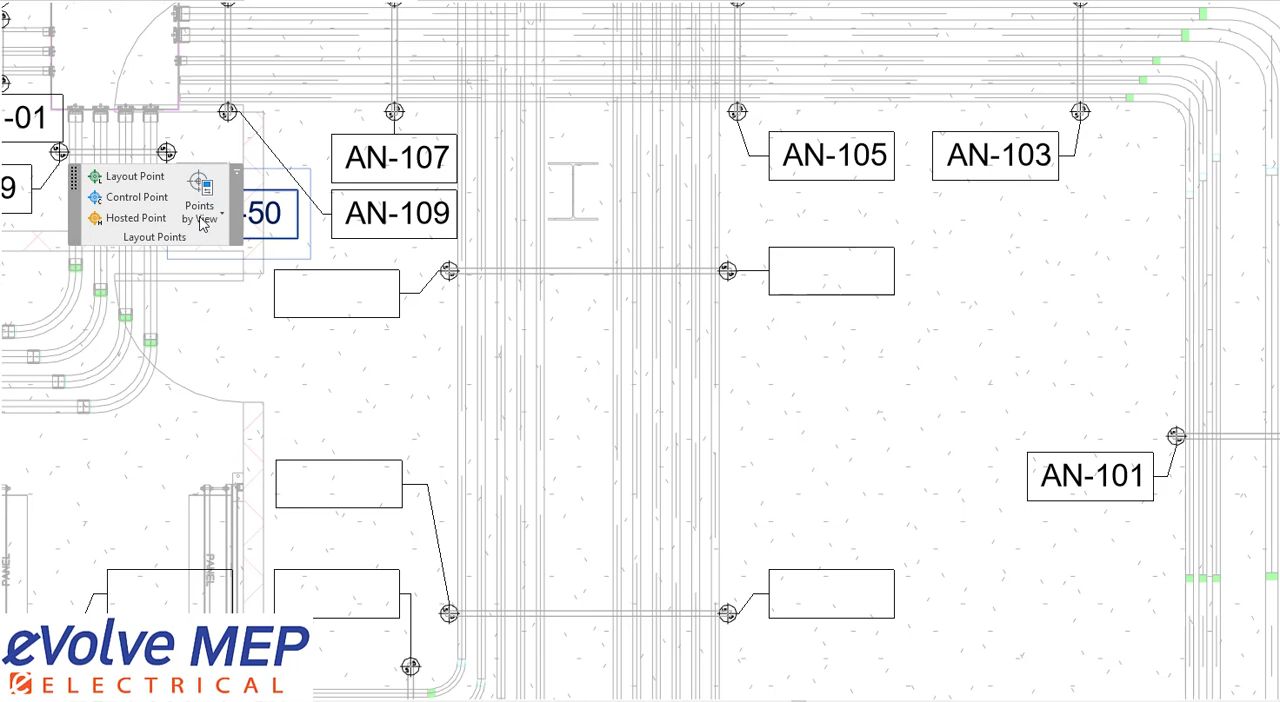 -01
AN-107
AN-105
AN-103
9
Layout Point
Control Point
Hosted Point
Points
by View
Layout Points
-50
AN-109
AN-101
PANEL
PANEL
eVolve MEP
ELECTRICAL